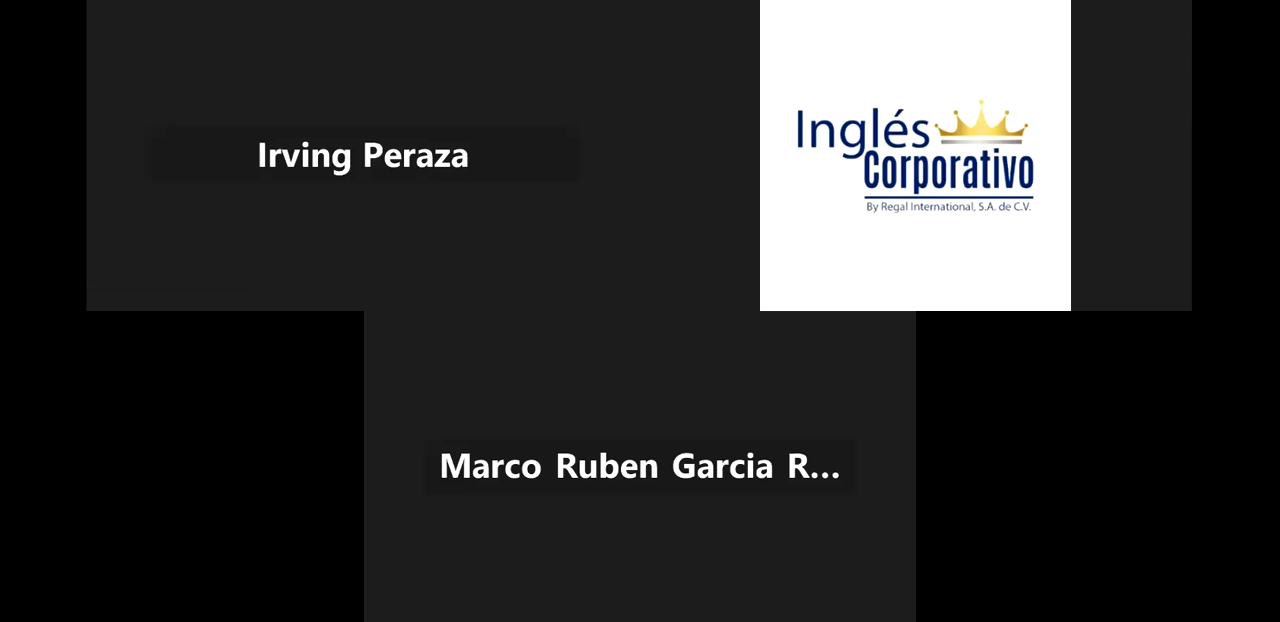 Irving Peraza
Inglés
Corporativo
By Regal International, S.A. de C.V.
Marco Ruben Garcia R...